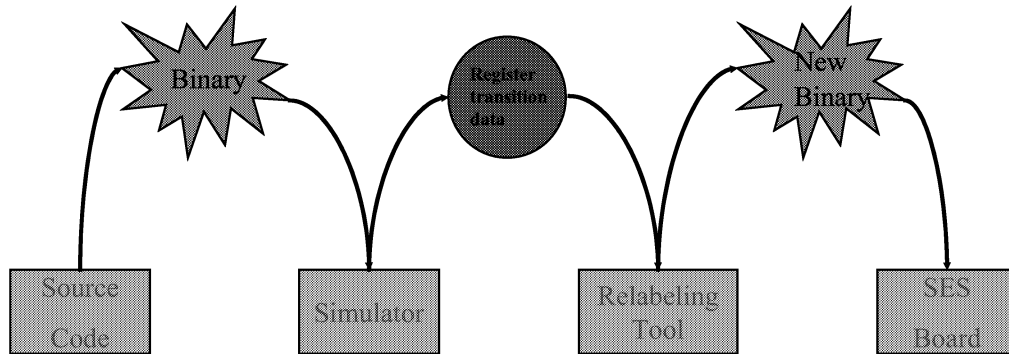 Binary
Register
transition
data
New
Binary
Source
Code
Simulator
Relabeling
Tool
SES
Board